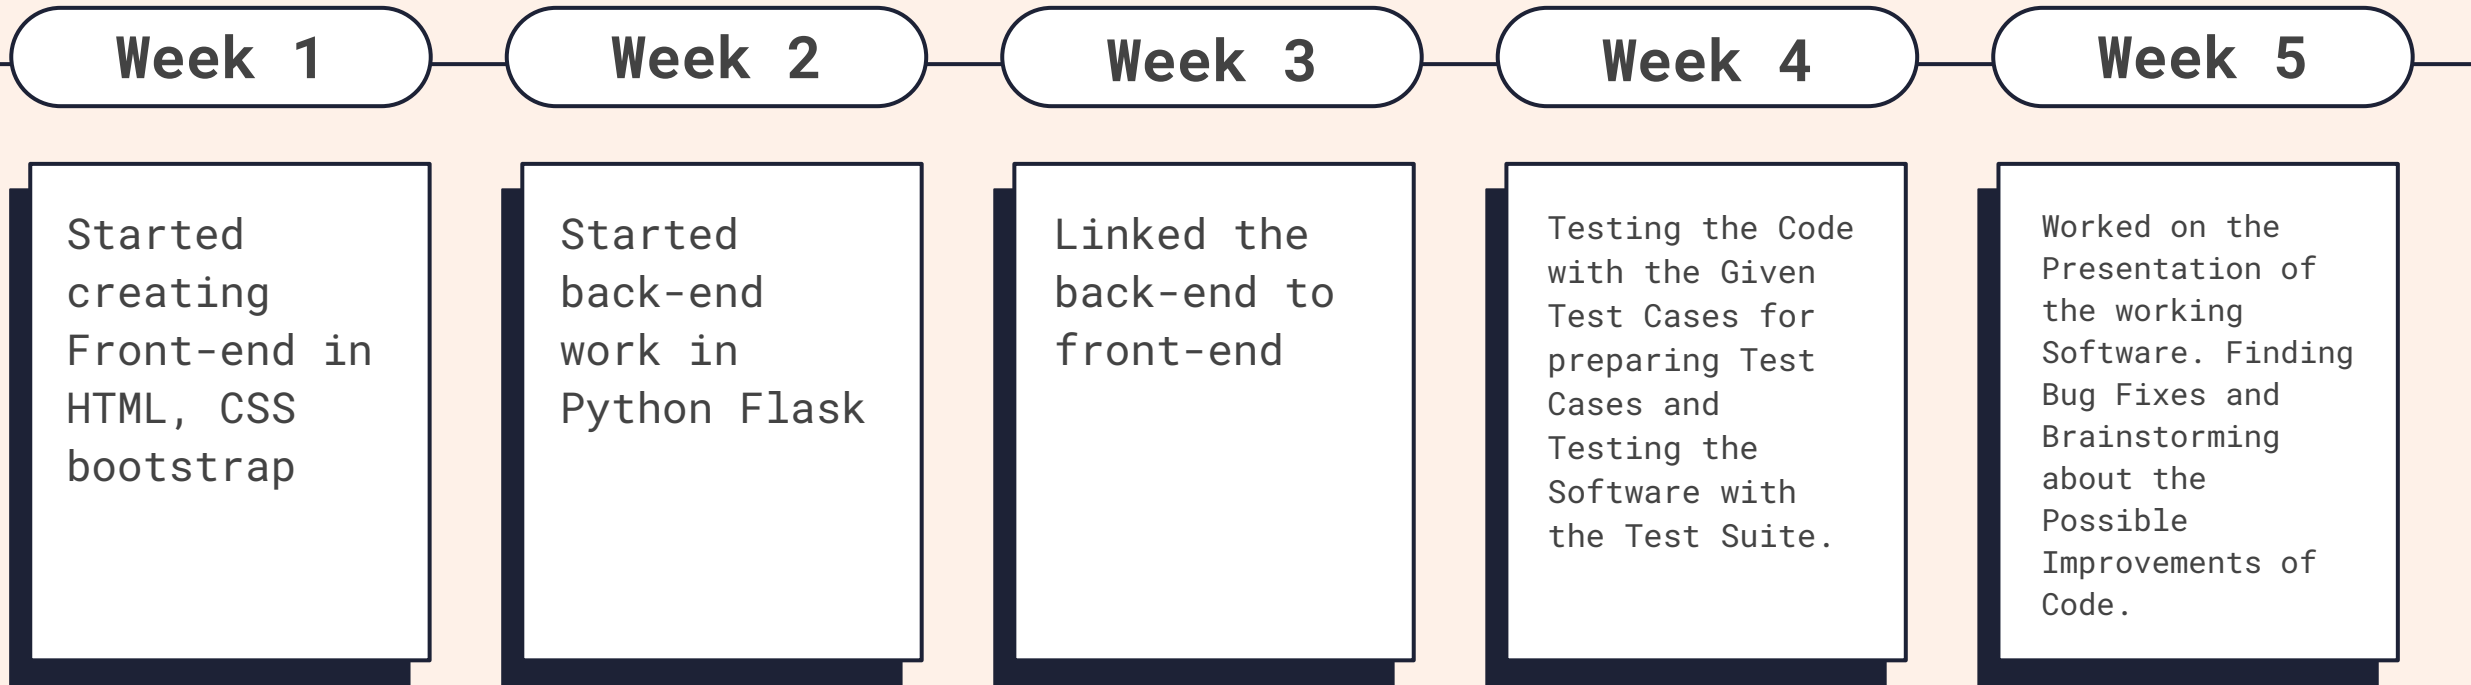 Week 1
Week 2
Week 3
Week 4
Week 5
Started
creating
Front-end in
HTML, CSS
bootstrap
Started
back-end
work in
Python Flask
Linked the
back-end to
front-end
Testing the Code
with the Given
Test Cases for
preparing Test
Cases and
Testing the
Software with
the Test Suite.
Worked on the
Presentation of
the working
Software. Finding
Bug Fixes and
Brainstorming
about the
Possible
Improvements of
Code.